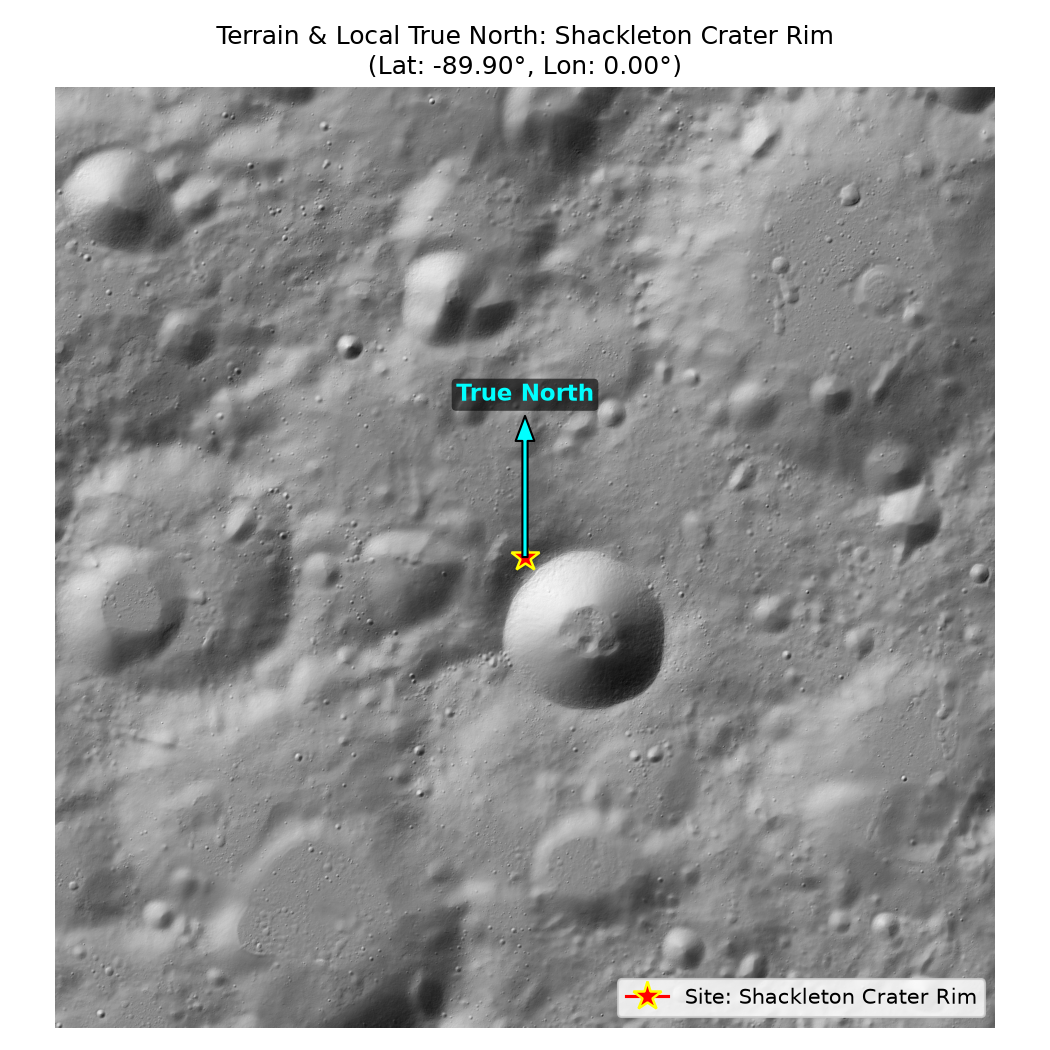 Terrain & Local True North: Shackleton Crater Rim
(Lat: -89.90°, Lon: 0.00°)
True North
Site: Shackleton Crater Rim